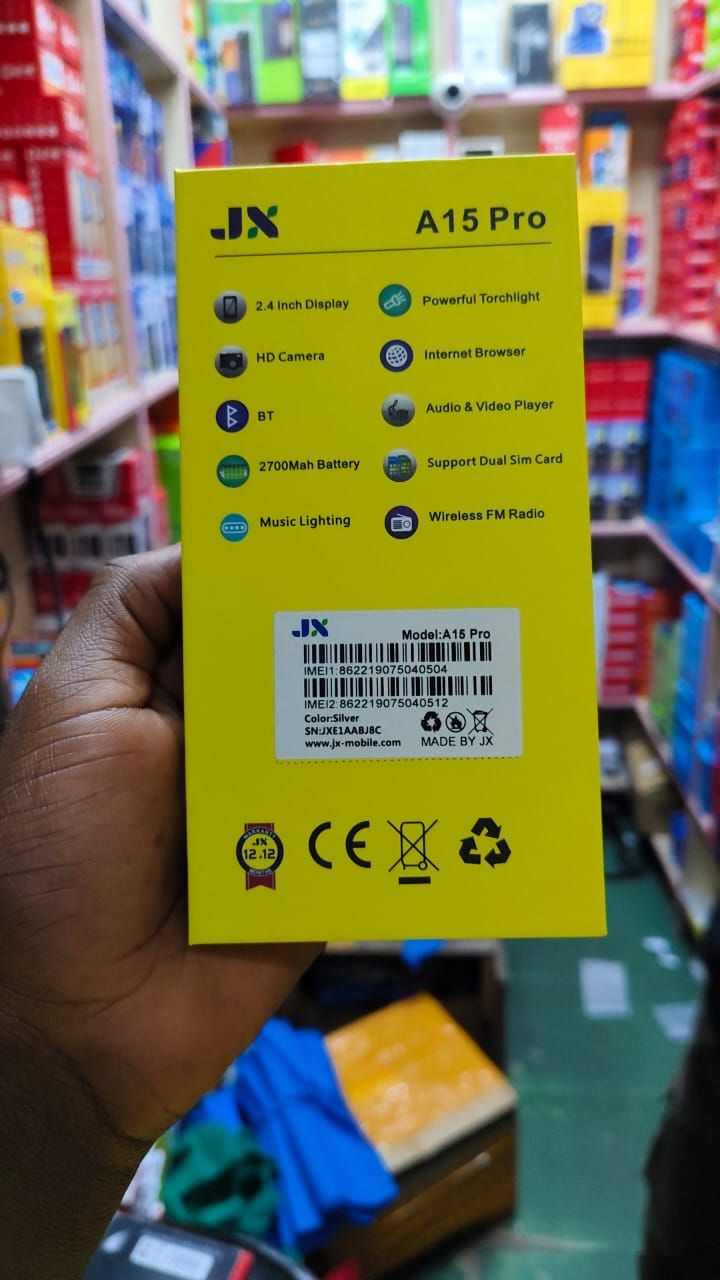 JX
A15 Pro
2.4 Inch Display
Powerful Torchlight
HD Camera
Internet Browser
BT
Audio & Video Player
2700Mah Battery
Support Dual Sim Card
Music Lighting
Wireless FM Radio
JX
Model:A15 Pro
IMEI1:862219075040504
IMEI2:862219075040512
Color:Silver
SN:JXE1AABJ8C
www.jx-mobile.com
MADE BY JX
WARRANTY
JX
12+12
MONTHS
CE